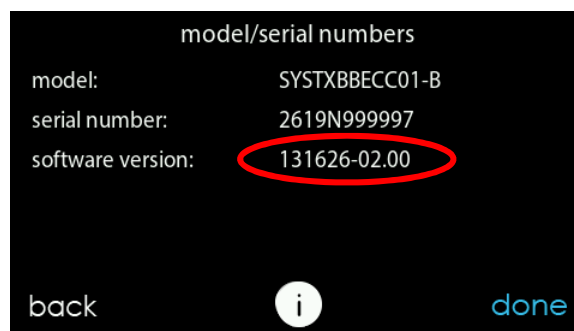 model/serial numbers
model: SYSTXBBECC01-B
serial number: 2619N999997
software version: 131626-02.00
back i done